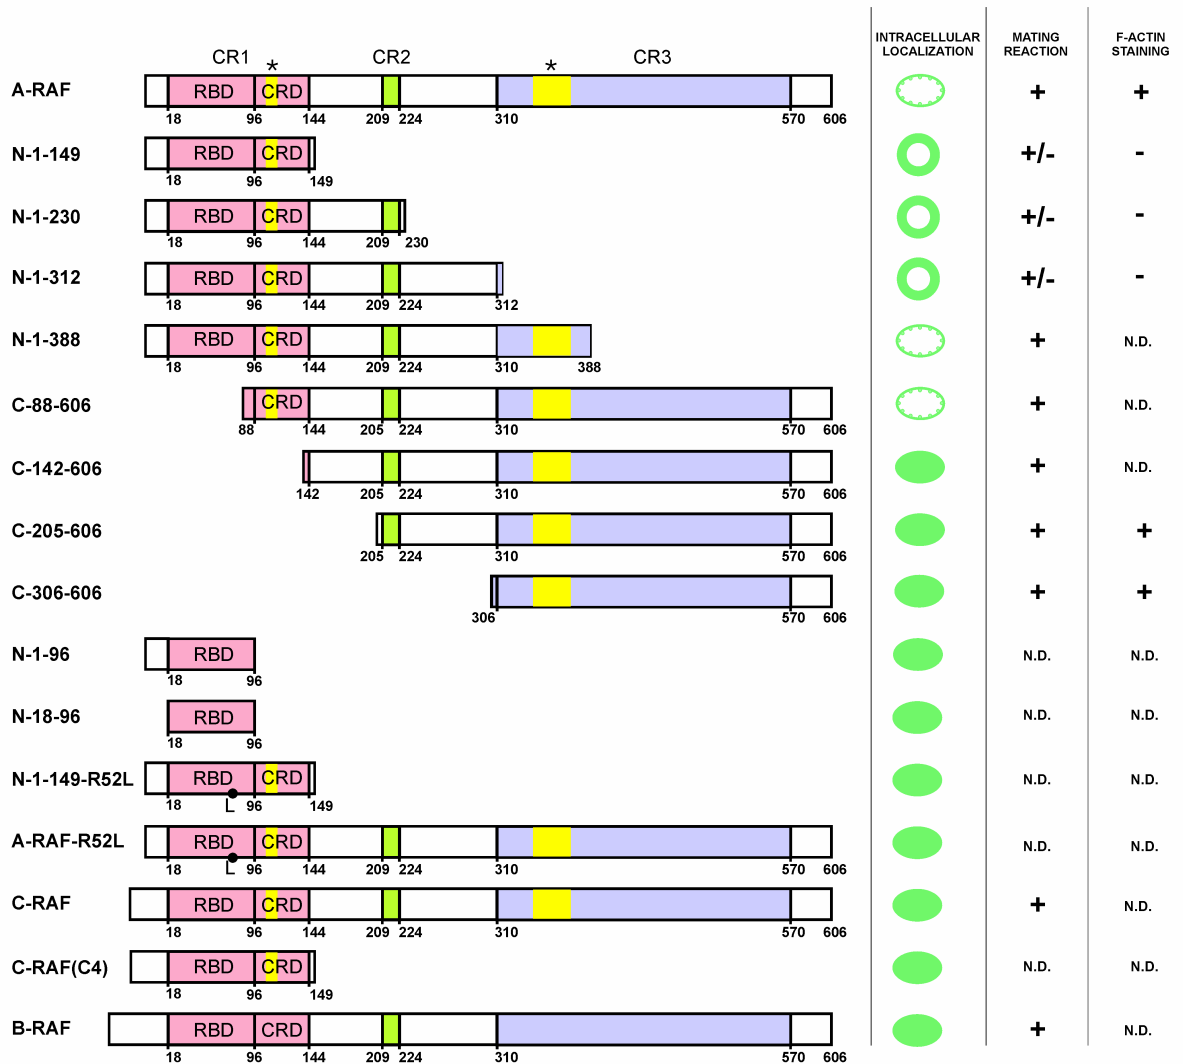 INTRACELLULAR LOCALIZATION
MATING REACTION
F-ACTIN STAINING
CR1 CR2 CR3
* *
A-RAF RBD CRD + +
18 96 144 209 224 310 570 606
N-1-149 RBD CRD +/- -
18 96 149
N-1-230 RBD CRD +/- -
18 96 144 209 230
N-1-312 RBD CRD +/- -
18 96 144 209 224 312
N-1-388 RBD CRD + N.D.
18 96 144 209 224 310 388
C-88-606 CRD + N.D.
88 144 205 224 310 570 606
C-142-606 + N.D.
142 205 224 310 570 606
C-205-606 + +
205 224 310 570 606
C-306-606 + +
306 570 606
N-1-96 RBD N.D. N.D.
18 96
N-18-96 RBD N.D. N.D.
18 96
N-1-149-R52L RBD CRD N.D. N.D.
18 L 96 149
A-RAF-R52L RBD CRD N.D. N.D.
18 L 96 144 209 224 310 570 606
C-RAF RBD CRD + N.D.
18 96 144 209 224 310 570 606
C-RAF(C4) RBD CRD N.D. N.D.
18 96 149
B-RAF RBD CRD + N.D.
18 96 144 209 224 310 570 606